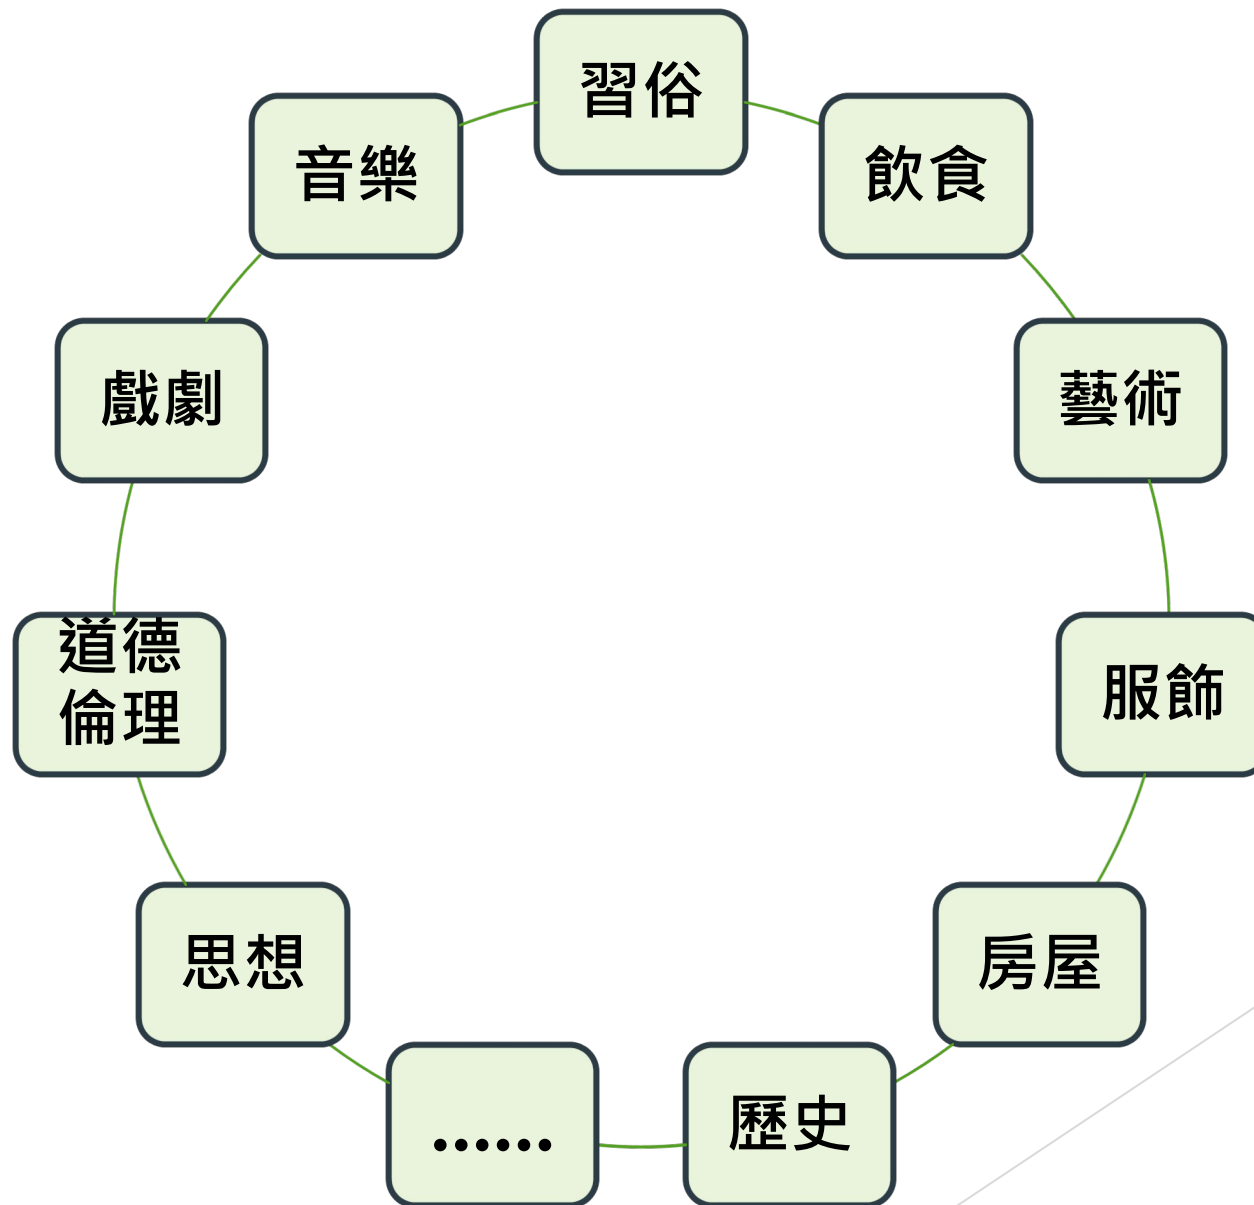 習俗
飲食
藝術
服飾
房屋
歷史
……
思想
道德
倫理
戲劇
音樂